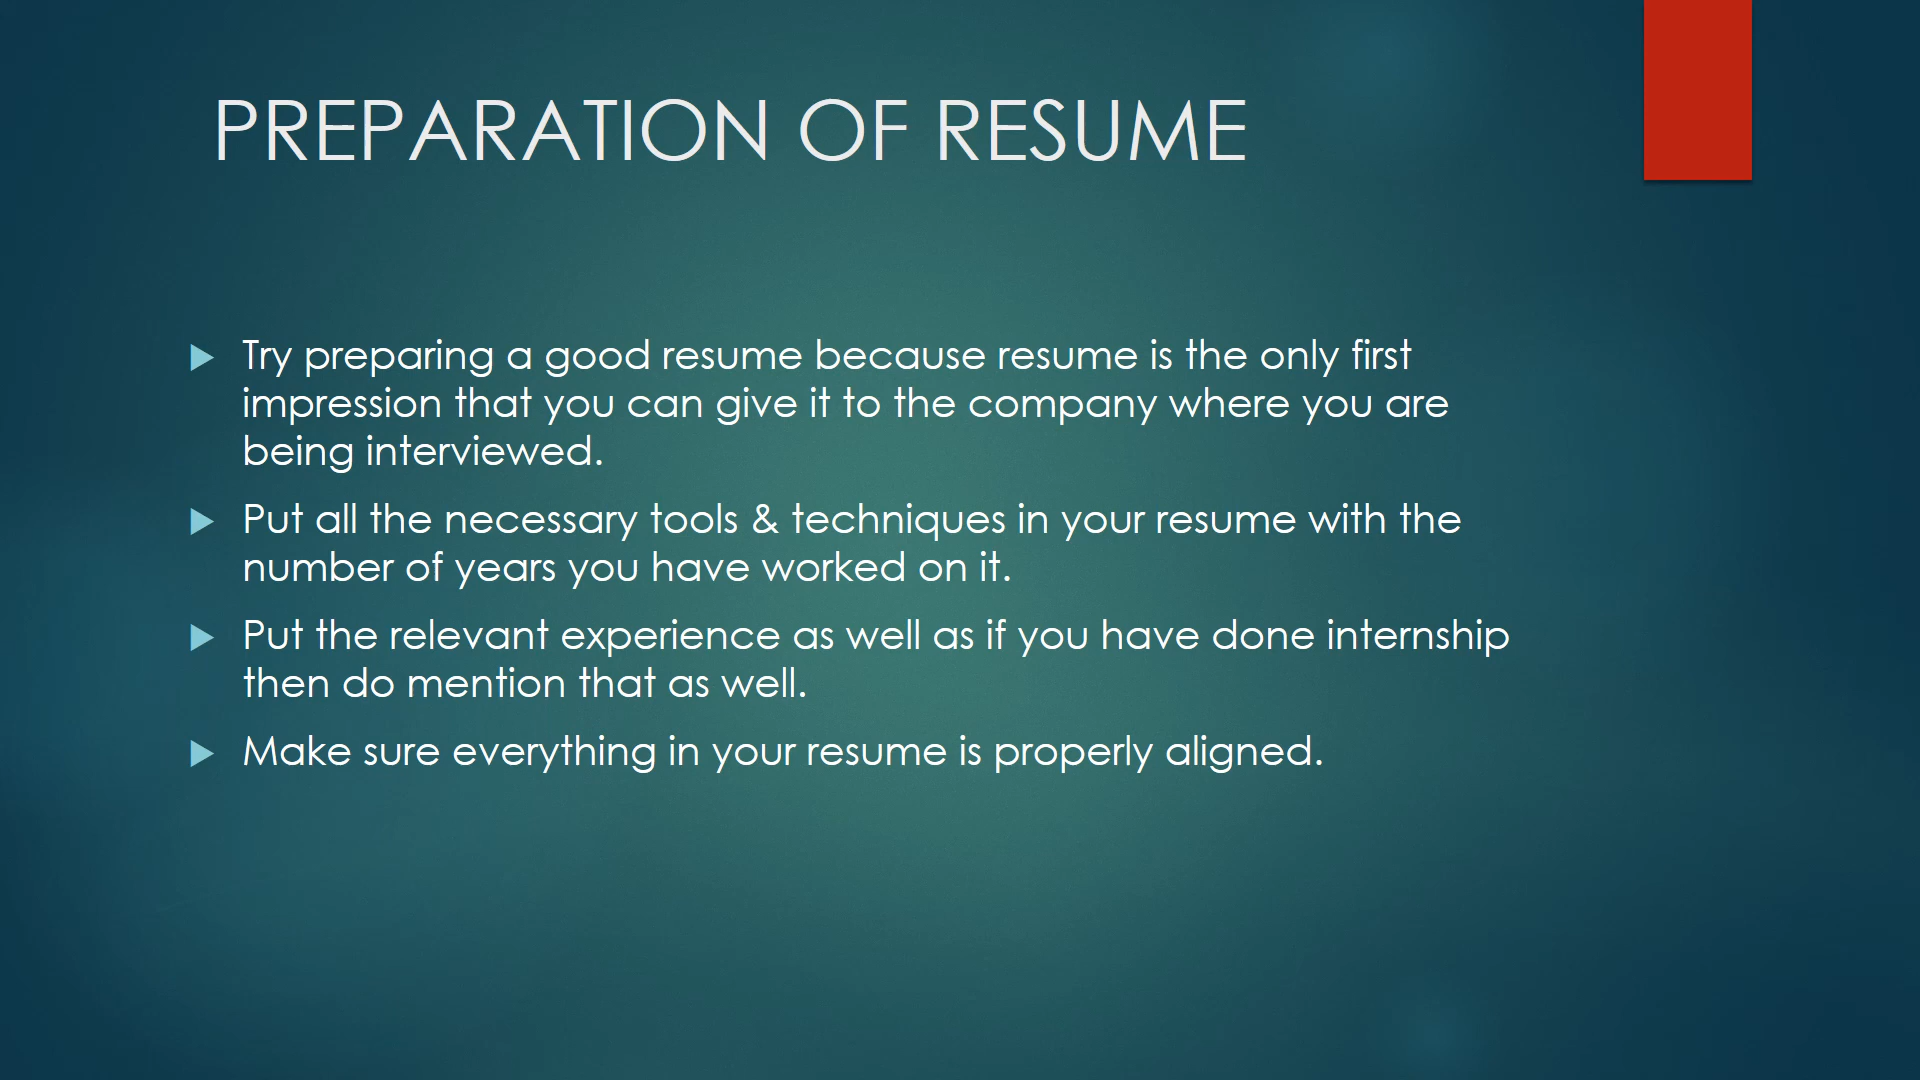 PREPARATION OF RESUME
Try preparing a good resume because resume is the only first
impression that you can give it to the company where you are
being interviewed.
Put all the necessary tools & techniques in your resume with the
number of years you have worked on it.
Put the relevant experience as well as if you have done internship
then do mention that as well.
Make sure everything in your resume is properly aligned.